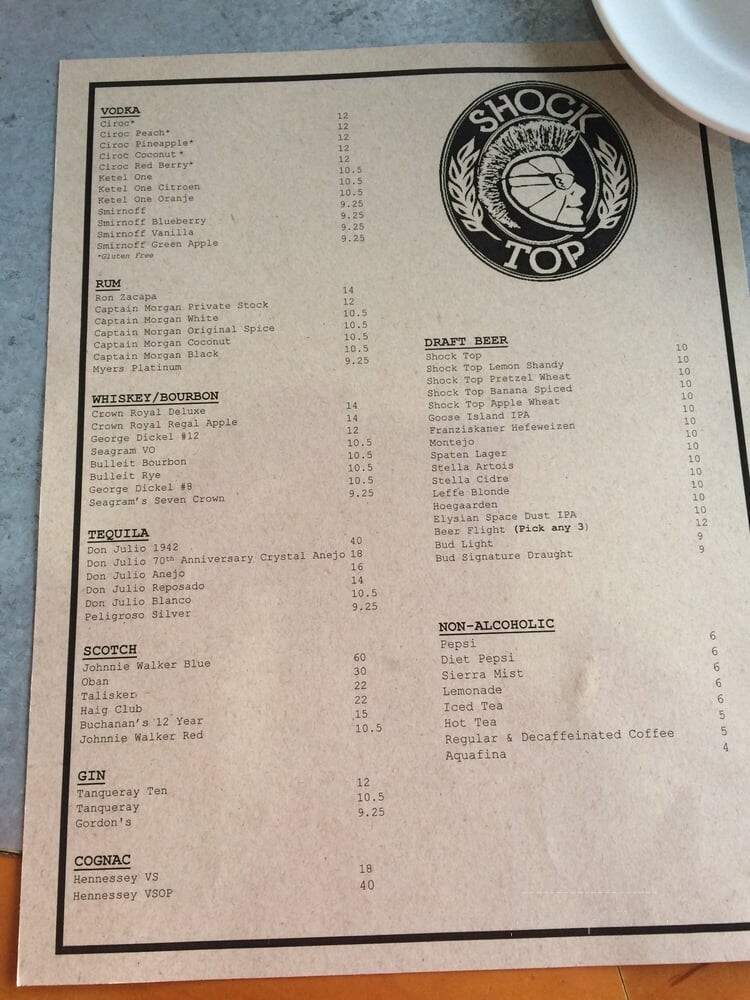 VODKA
Ciroc* 12
Ciroc Peach* 12
Ciroc Pineapple* 12
Ciroc Coconut* 12
Ciroc Red Berry* 12
Ketel One 10.5
Ketel One Citroen 10.5
Ketel One Oranje 10.5
Smirnoff 9.25
Smirnoff Blueberry 9.25
Smirnoff Vanilla 9.25
Smirnoff Green Apple 9.25
*Gluten free
RUM
Ron Zacapa 14
Captain Morgan Private Stock 12
Captain Morgan White 10.5
Captain Morgan Original Spice 10.5
Captain Morgan Coconut 10.5
Captain Morgan Black 10.5
Myers Platinum 9.25
WHISKEY/BOURBON
Crown Royal Deluxe 14
Crown Royal Regal Apple 14
George Dickel #12 12
Seagram VO 10.5
Bulleit Bourbon 10.5
Bulleit Rye 10.5
George Dickel #8 10.5
Seagram's Seven Crown 9.25
TEQUILA
Don Julio 1942 40
Don Julio 70th Anniversary Crystal Anejo 18
Don Julio Anejo 16
Don Julio Reposado 14
Don Julio Blanco 10.5
Peligroso Silver 9.25
SCOTCH
Johnnie Walker Blue 60
Oban 30
Talisker 22
Haig Club 22
Buchanan's 12 Year 15
Johnnie Walker Red 10.5
GIN
Tanqueray Ten 12
Tanqueray 10.5
Gordon's 9.25
COGNAC
Hennessey VS 18
Hennessey VSOP 40
SHOCK
TOP
DRAFT BEER
Shock Top 10
Shock Top Lemon Shandy 10
Shock Top Pretzel Wheat 10
Shock Top Banana Spiced 10
Shock Top Apple Wheat 10
Goose Island IPA 10
Franziskaner Hefeweizen 10
Montejo 10
Spaten Lager 10
Stella Artois 10
Stella Cidre 10
Leffe Blonde 10
Hoegaarden 10
Elysian Space Dust IPA 10
Beer Flight (Pick any 3) 12
Bud Light 9
Bud Signature Draught 9
NON-ALCOHOLIC
Pepsi 6
Diet Pepsi 6
Sierra Mist 6
Lemonade 6
Iced Tea 6
Hot Tea 5
Regular & Decaffeinated Coffee 5
Aquafina 4